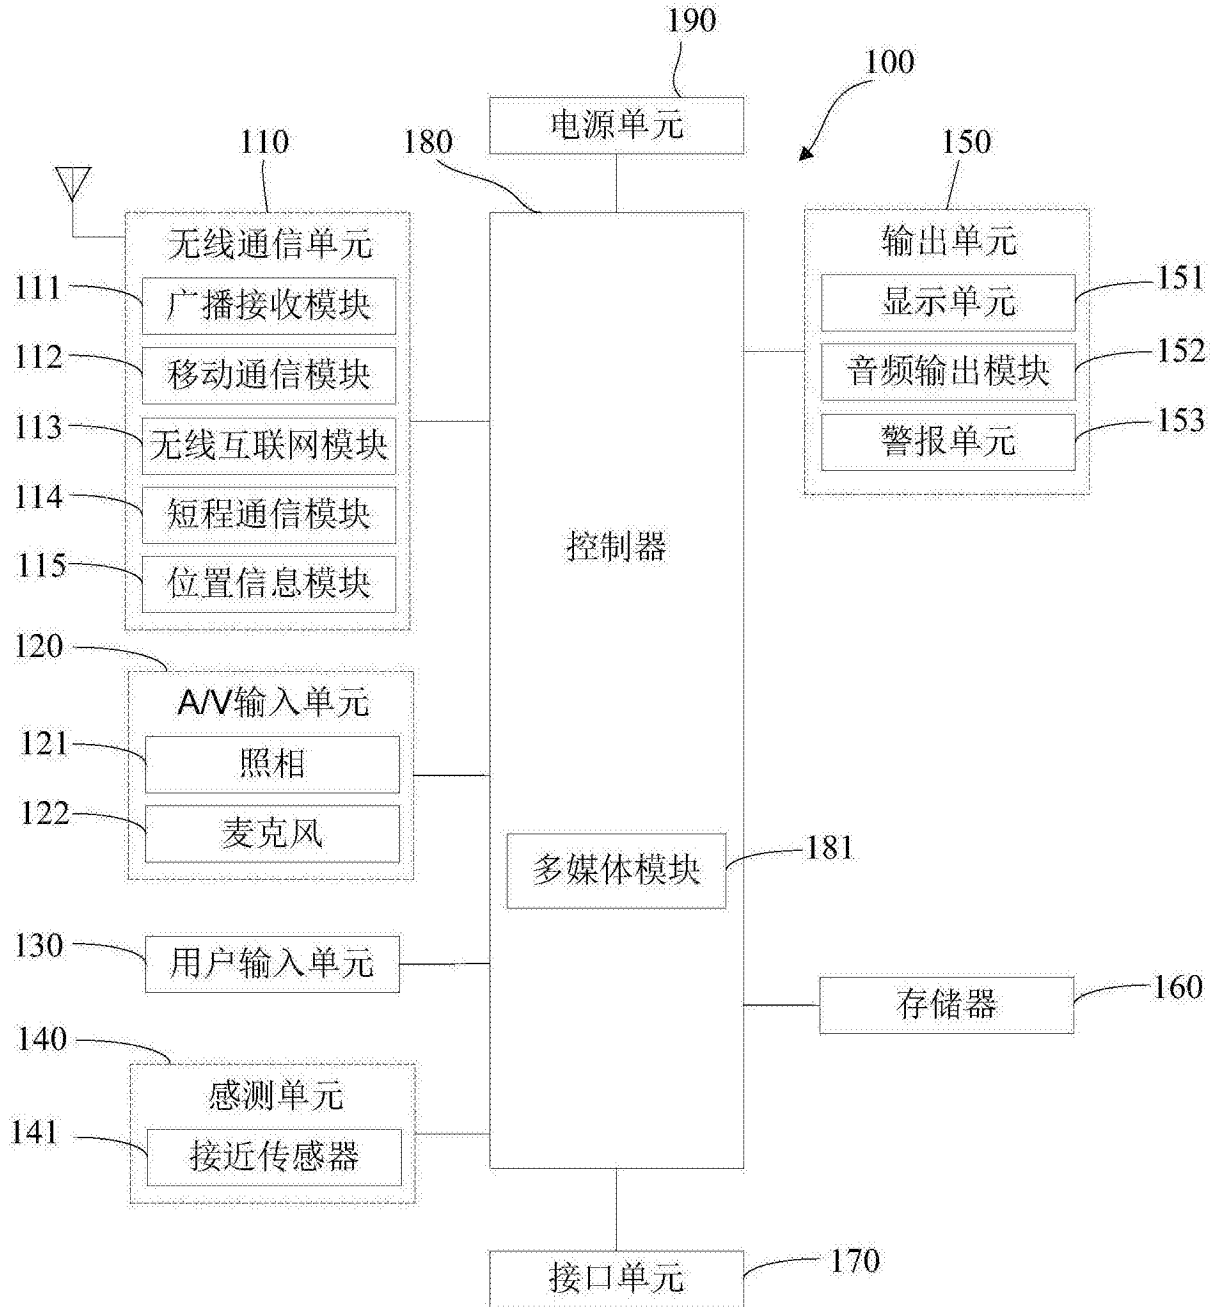 190
100
电源单元
110
180
150
无线通信单元
输出单元
111
广播接收模块
151
显示单元
112
移动通信模块
152
音频输出模块
113
无线互联网模块
153
警报单元
114
短程通信模块
控制器
115
位置信息模块
120
A/V输入单元
121
照相
122
麦克风
181
多媒体模块
130
用户输入单元
160
存储器
140
感测单元
141
接近传感器
170
接口单元